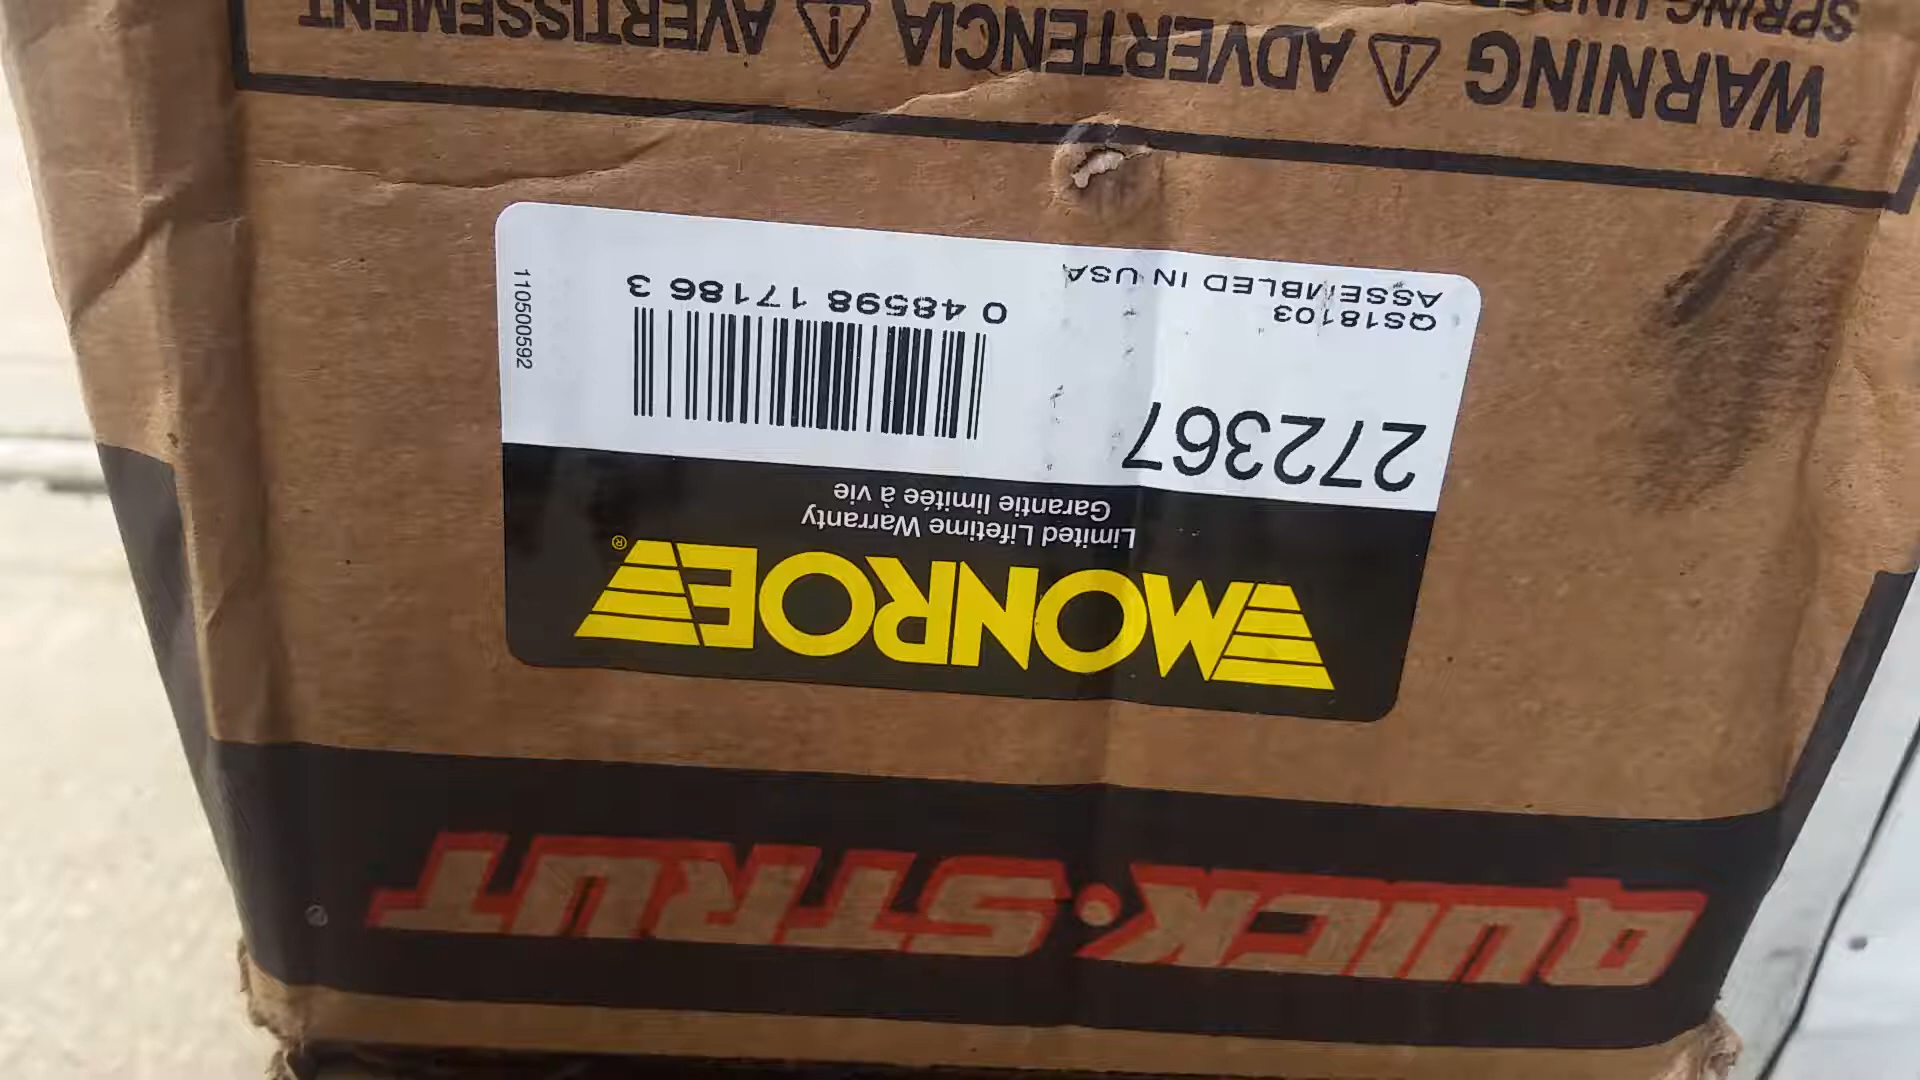 QUICK·STRUT
MONROE®
Limited Lifetime Warranty
Garantie limitée à vie
272367
QS18103
ASSEMBLED IN USA
0 48598 17186 3
110500592
WARNING ⚠ ADVERTENCIA ⚠ AVERTISSEMENT
SPRING UNDER